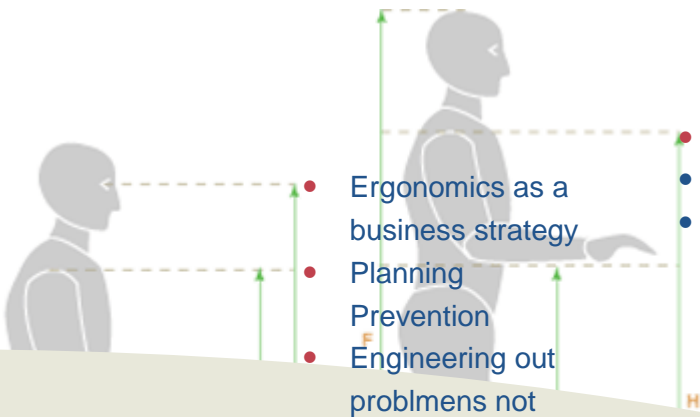 • Ergonomics as a
business strategy
• Planning
Prevention
• Engineering out
problmens not
F
H